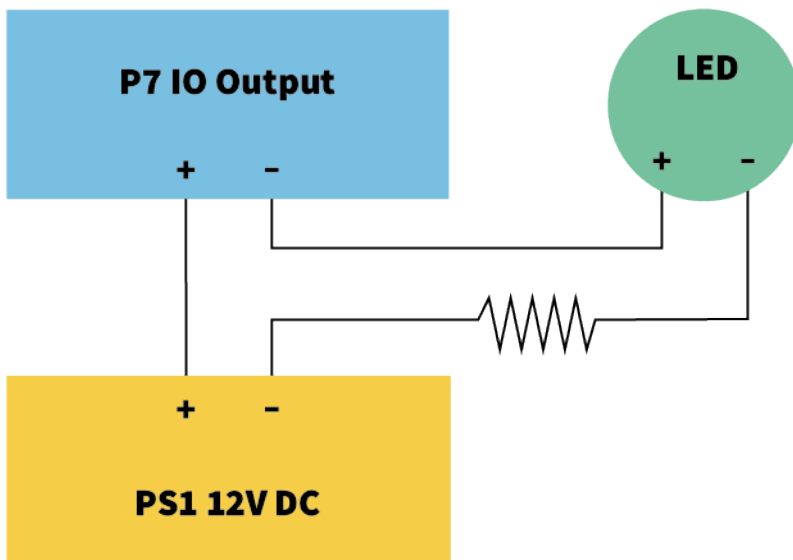 P7 IO Output
+ –
LED
+ –
+ –
PS1 12V DC